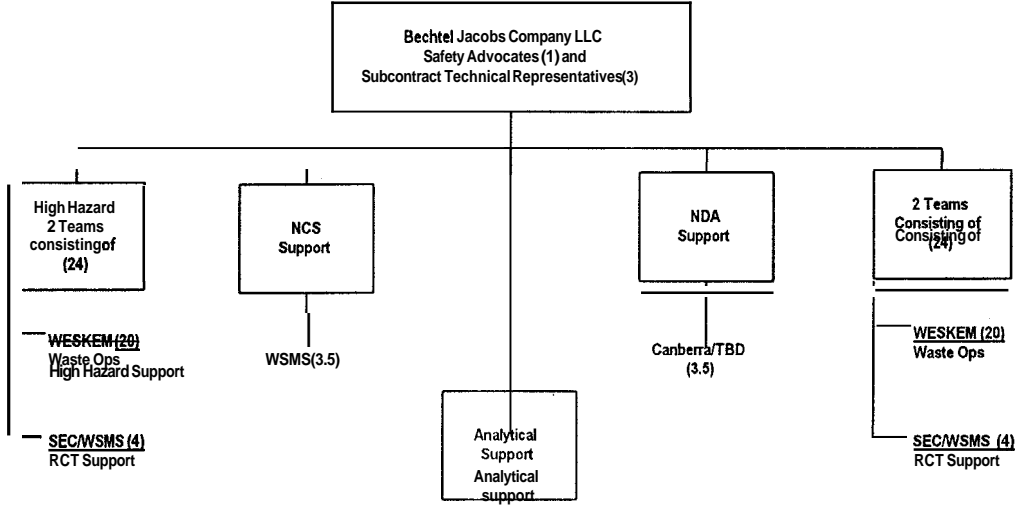 Bechtel Jacobs Company LLC
Safety Advocates (1) and
Subcontract Technical Representatives(3)
High Hazard
2 Teams
consisting of
(24)
NCS
Support
NDA
Support
2 Teams
Consisting of
Consisting of
(24)
WESKEM (20)
Waste Ops
High Hazard Support
WSMS(3.5)
Canberra/TBD
(3.5)
WESKEM (20)
Waste Ops
SEC/WSMS (4)
RCT Support
Analytical
Support
Analytical
support
SEC/WSMS (4)
RCT Support